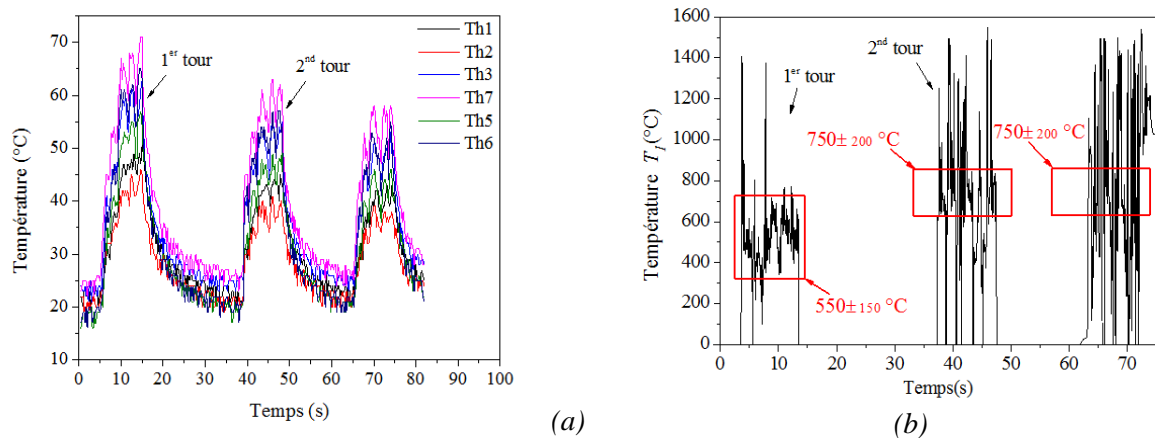 70
60
50
40
30
20
10
0 10 20 30 40 50 60 70 80 90 100
Température (°C)
Temps (s)
1er tour
2nd tour
Th1
Th2
Th3
Th7
Th5
Th6
(a)
1600
1400
1200
1000
800
600
400
200
0
0 10 20 30 40 50 60 70
Température T1(°C)
Temps(s)
1er tour
2nd tour
750± 200 °C
750± 200 °C
550± 150 °C
(b)